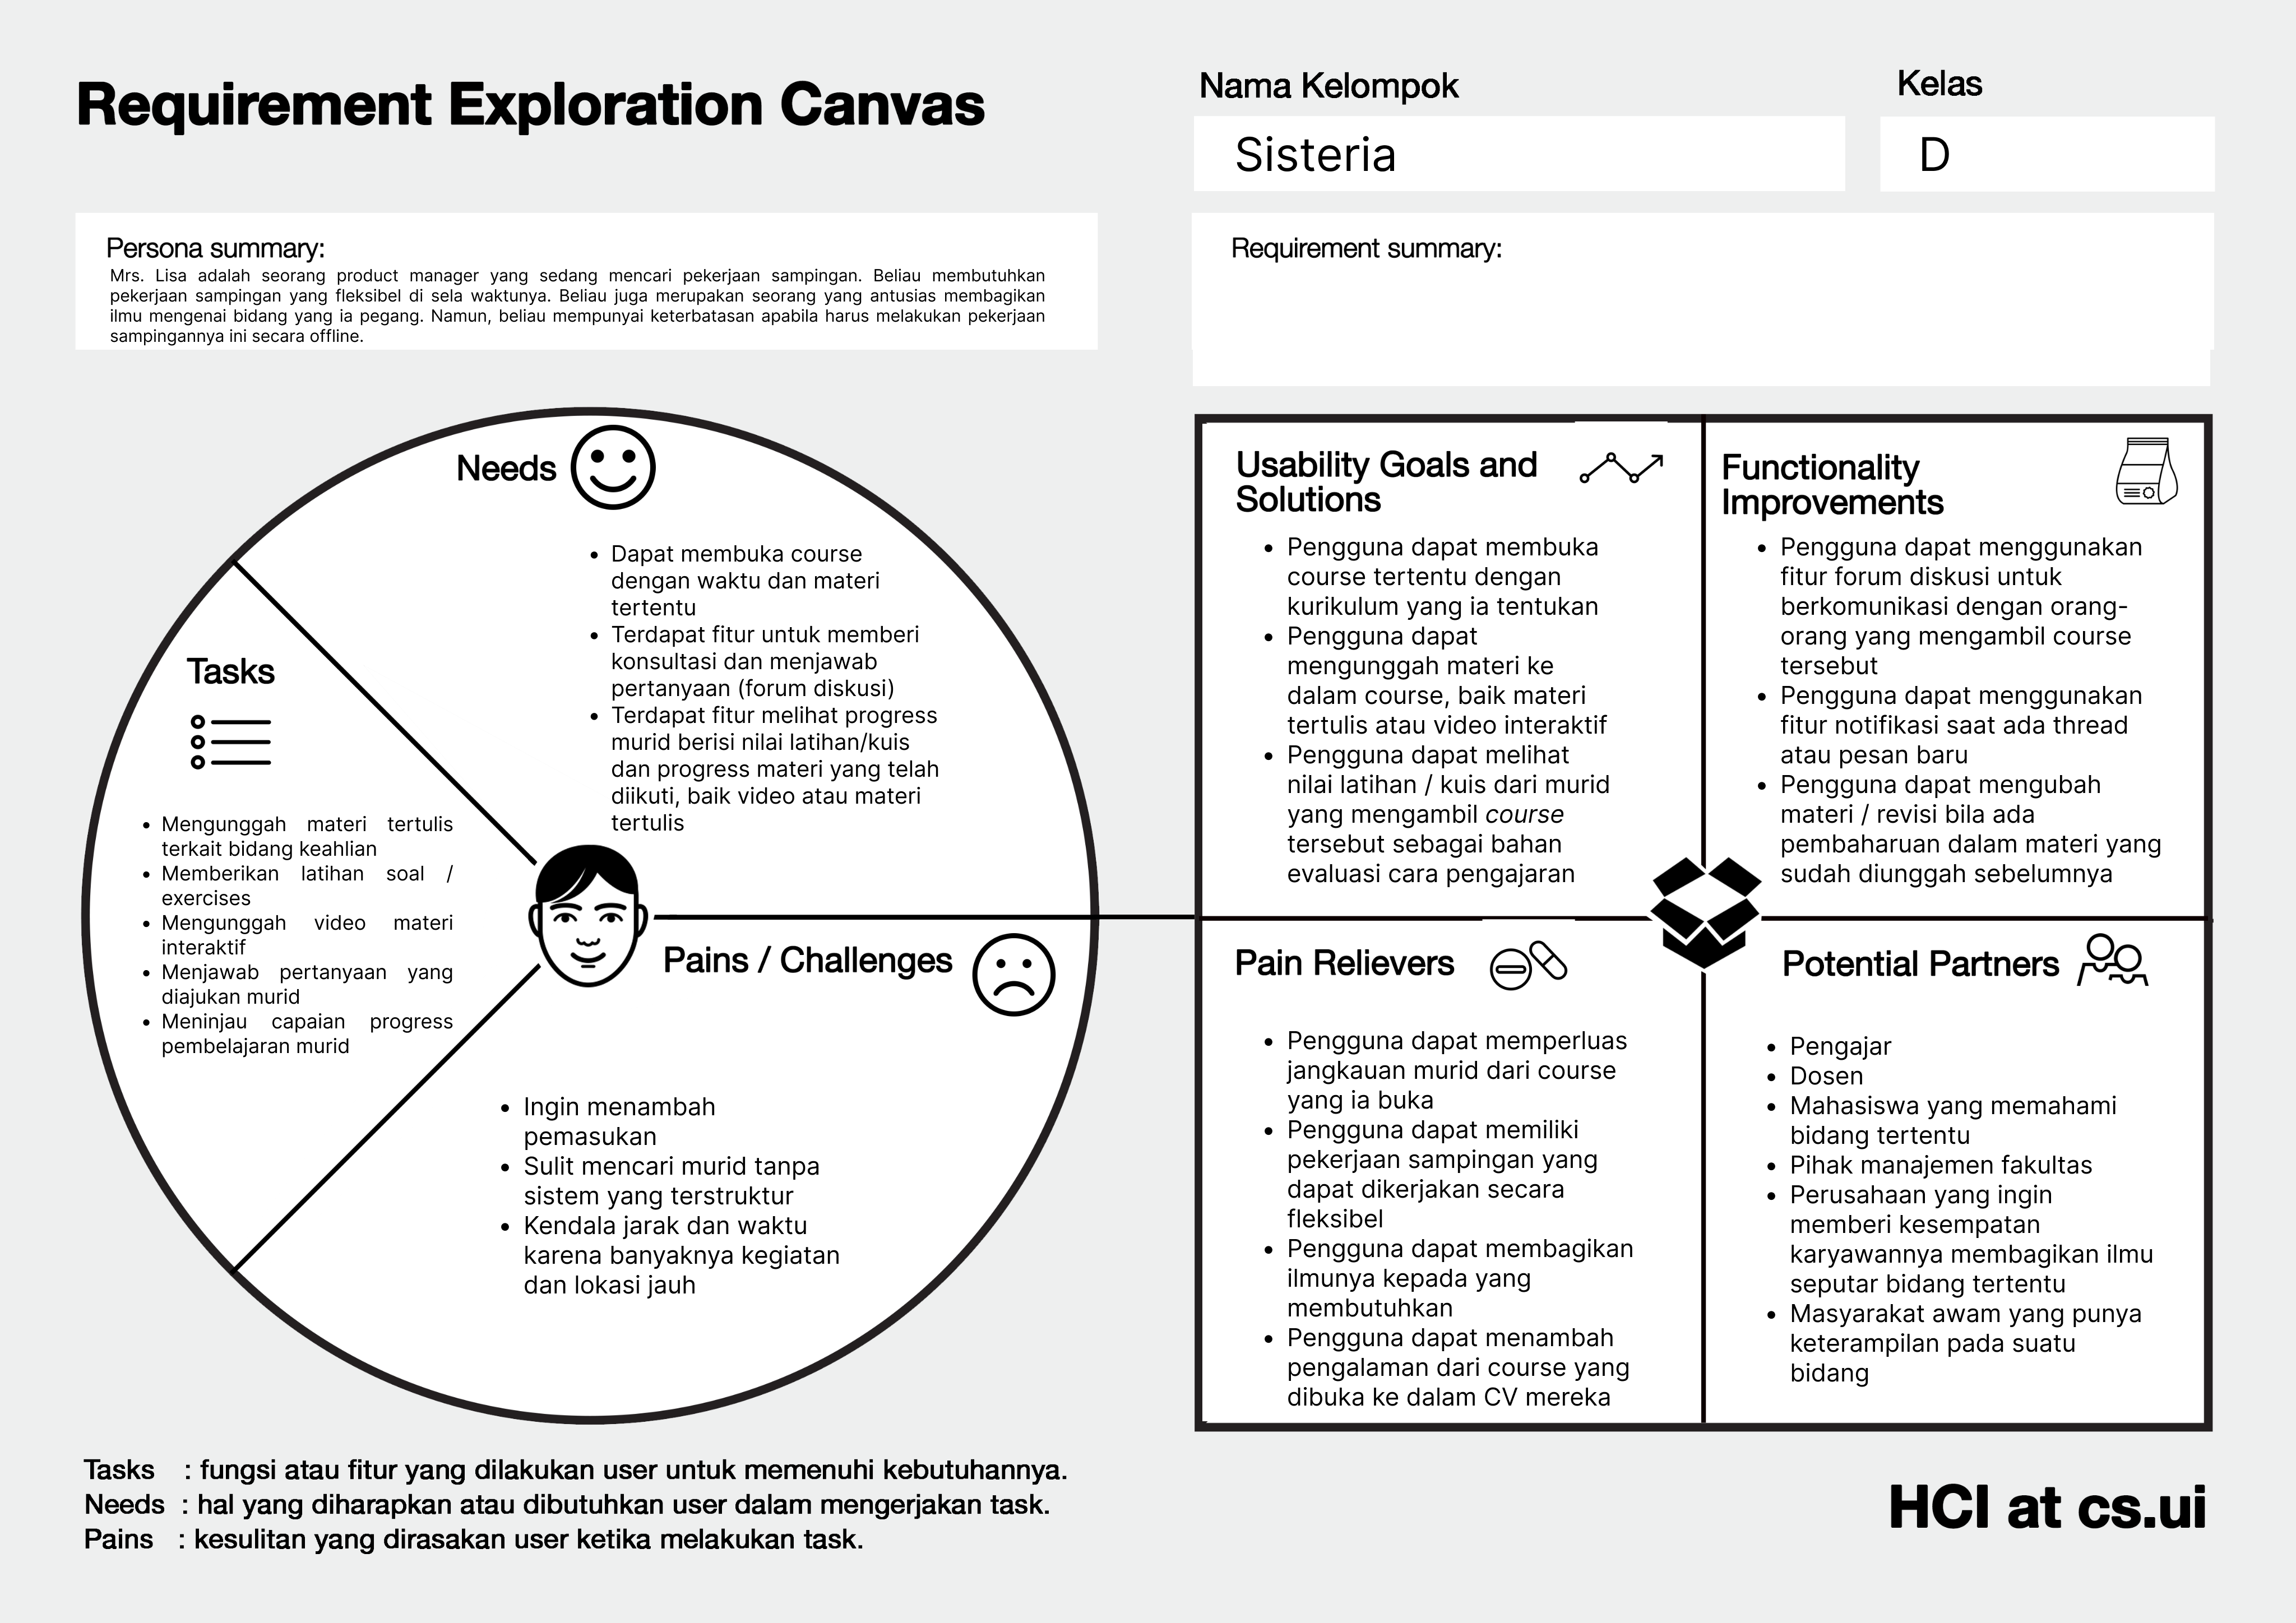 Requirement Exploration Canvas
Nama Kelompok
Sisteria
Kelas
D
Persona summary:
Mrs. Lisa adalah seorang product manager yang sedang mencari pekerjaan sampingan. Beliau membutuhkan
pekerjaan sampingan yang fleksibel di sela waktunya. Beliau juga merupakan seorang yang antusias membagikan
ilmu mengenai bidang yang ia pegang. Namun, beliau mempunyai keterbatasan apabila harus melakukan pekerjaan
sampingannya ini secara offline.
Requirement summary:
Needs
• Dapat membuka course
dengan waktu dan materi
tertentu
• Terdapat fitur untuk memberi
konsultasi dan menjawab
pertanyaan (forum diskusi)
• Terdapat fitur melihat progress
murid berisi nilai latihan/kuis
dan progress materi yang telah
diikuti, baik video atau materi
tertulis
Tasks
• Mengunggah materi tertulis
terkait bidang keahlian
• Memberikan latihan soal /
exercises
• Mengunggah video materi
interaktif
• Menjawab pertanyaan yang
diajukan murid
• Meninjau capaian progress
pembelajaran murid
Pains / Challenges
• Ingin menambah
pemasukan
• Sulit mencari murid tanpa
sistem yang terstruktur
• Kendala jarak dan waktu
karena banyaknya kegiatan
dan lokasi jauh
Usability Goals and
Solutions
• Pengguna dapat membuka
course tertentu dengan
kurikulum yang ia tentukan
• Pengguna dapat
mengunggah materi ke
dalam course, baik materi
tertulis atau video interaktif
• Pengguna dapat melihat
nilai latihan / kuis dari murid
yang mengambil course
tersebut sebagai bahan
evaluasi cara pengajaran
Functionality
Improvements
• Pengguna dapat menggunakan
fitur forum diskusi untuk
berkomunikasi dengan orang-
orang yang mengambil course
tersebut
• Pengguna dapat menggunakan
fitur notifikasi saat ada thread
atau pesan baru
• Pengguna dapat mengubah
materi / revisi bila ada
pembaharuan dalam materi yang
sudah diunggah sebelumnya
Pain Relievers
• Pengguna dapat memperluas
jangkauan murid dari course
yang ia buka
• Pengguna dapat memiliki
pekerjaan sampingan yang
dapat dikerjakan secara
fleksibel
• Pengguna dapat membagikan
ilmunya kepada yang
membutuhkan
• Pengguna dapat menambah
pengalaman dari course yang
dibuka ke dalam CV mereka
Potential Partners
• Pengajar
• Dosen
• Mahasiswa yang memahami
bidang tertentu
• Pihak manajemen fakultas
• Perusahaan yang ingin
memberi kesempatan
karyawannya membagikan ilmu
seputar bidang tertentu
• Masyarakat awam yang punya
keterampilan pada suatu
bidang
Tasks : fungsi atau fitur yang dilakukan user untuk memenuhi kebutuhannya.
Needs : hal yang diharapkan atau dibutuhkan user dalam mengerjakan task.
Pains : kesulitan yang dirasakan user ketika melakukan task.
HCI at cs.ui